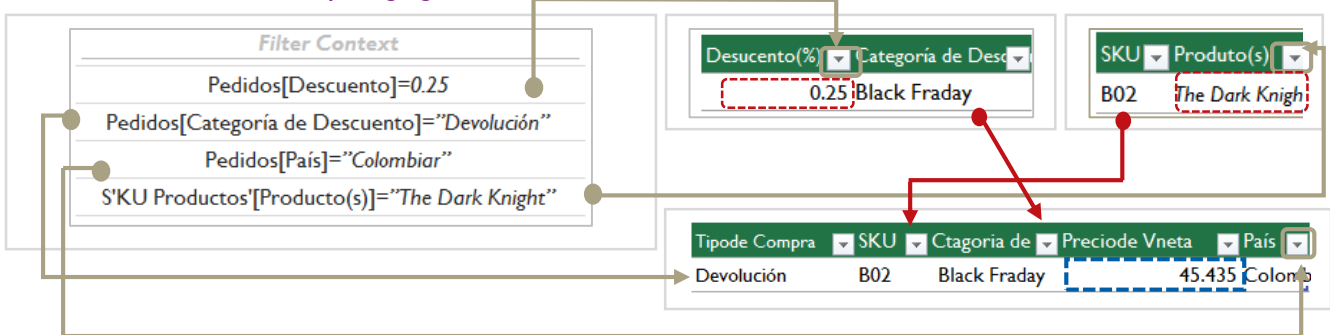 Filter Context
Pedidos[Descuento]=0.25
Pedidos[Categoría de Descuento]="Devolución"
Pedidos[País]="Colombiar"
S'KU Productos'[Producto(s)]="The Dark Knight"
Desucento(%) Categoría de Desc
0.25 Black Fraday
SKU Produto(s)
B02 The Dark Knigh
Tipode Compra SKU Ctagoria de Preciode Vneta País
Devolución B02 Black Fraday 45.435 Colomb